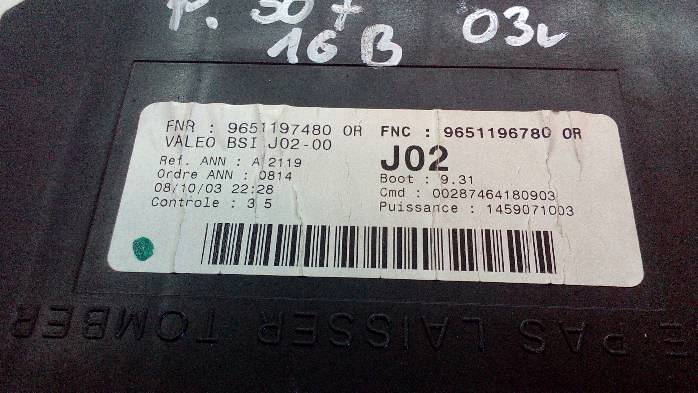 P. 307 03v
16B
FNR : 9651197480 OR FNC : 9651196780 OR
VALEO BSI J02-00 J02
Ref. ANN : A 2119 Boot : 9.31
Ordre ANN : 0814 Cmd : 00287464180903
08/10/03 22:28 Puissance : 1459071003
Controle : 3 5
E PAS LAISSER TOMBER